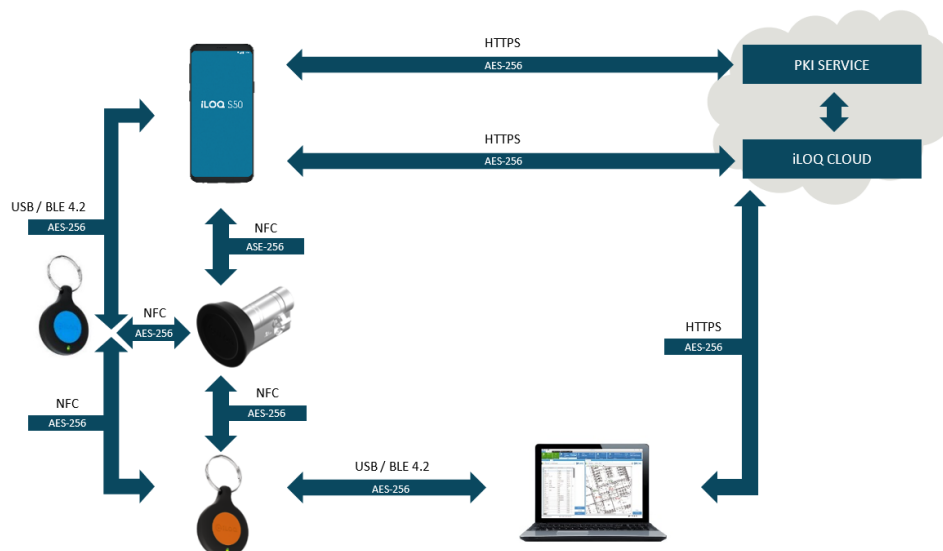 HTTPS
AES-256
PKI SERVICE
iLOQ S50
HTTPS
AES-256
iLOQ CLOUD
USB / BLE 4.2
AES-256
NFC
ASE-256
NFC
AES-256
HTTPS
AES-256
NFC
AES-256
NFC
AES-256
USB / BLE 4.2
AES-256